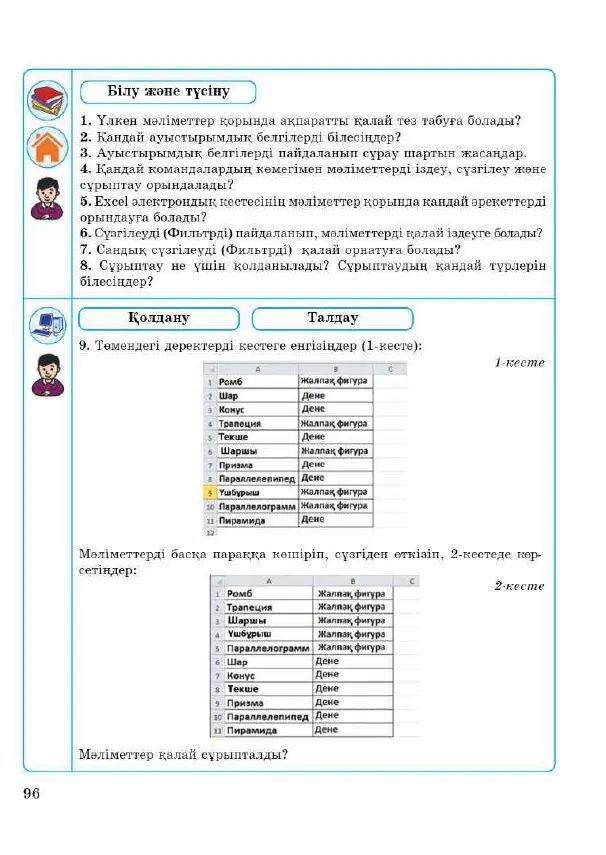 Білу және түсіну
1. Үлкен мәліметтер қорында ақпаратты қалай тез табуға болады?
2. Қандай ауыстырымдық белгілерді білесіңдер?
3. Ауыстырымдық белгілерді пайдаланып сұрау шартын жасаңдар.
4. Қандай командалардың көмегімен мәліметтерді іздеу, сүзгілеу және
сұрыптау орындалады?
5. Excel электрондық кестесінің мәліметтер қорында қандай әрекеттерді
орындауға болады?
6. Сүзгілеуді (Фильтрді) пайдаланып, мәліметтерді қалай іздеуге болады?
7. Сандық сүзгілеуді (Фильтрді) қалай орнатуға болады?
8. Сұрыптау не үшін қолданылады? Сұрыптаудың қандай түрлерін
білесіңдер?
Қолдану Талдау
9. Төмендегі деректерді кестеге енгізіңдер (1-кесте):
1-кесте
A B C
1 Ромб Жалпақ фигура
2 Шар Дене
3 Конус Дене
4 Трапеция Жалпақ фигура
5 Текше Дене
6 Шаршы Жалпақ фигура
7 Призма Дене
8 Параллелепипед Дене
9 Үшбұрыш Жалпақ фигура
10 Параллелограмм Жалпақ фигура
11 Пирамида Дене
12
Мәліметтерді басқа параққа көшіріп, сүзгіден өткізіп, 2-кестеде көр-
сетіңдер:
2-кесте
A B C
1 Ромб Жалпақ фигура
2 Трапеция Жалпақ фигура
3 Шаршы Жалпақ фигура
4 Үшбұрыш Жалпақ фигура
5 Параллелограмм Жалпақ фигура
6 Шар Дене
7 Конус Дене
8 Текше Дене
9 Призма Дене
10 Параллелепипед Дене
11 Пирамида Дене
Мәліметтер қалай сұрыпталды?
96